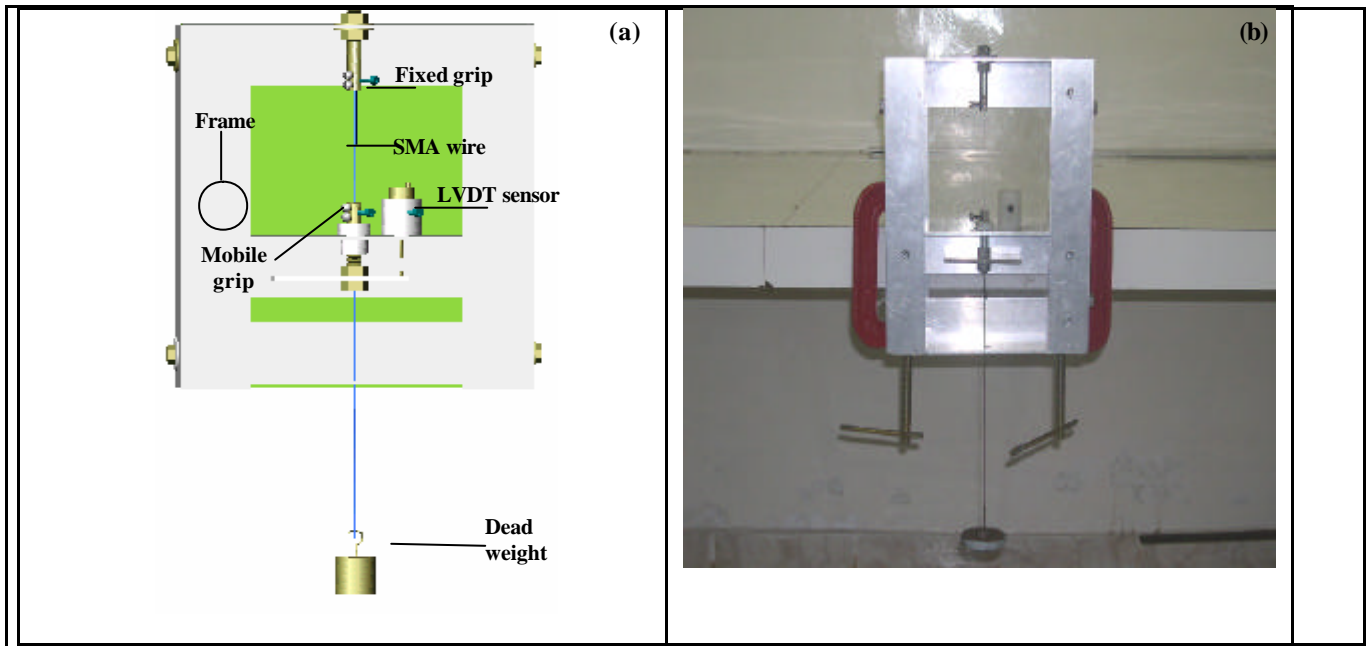 (a)
Fixed grip
Frame
SMA wire
LVDT sensor
Mobile
grip
Dead
weight
(b)